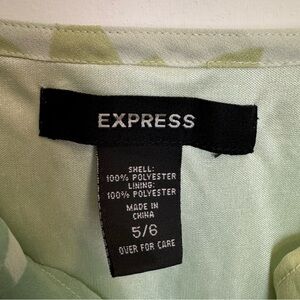 EXPRESS
SHELL:
100% POLYESTER
LINING:
100% POLYESTER
MADE IN
CHINA
5/6
OVER FOR CARE